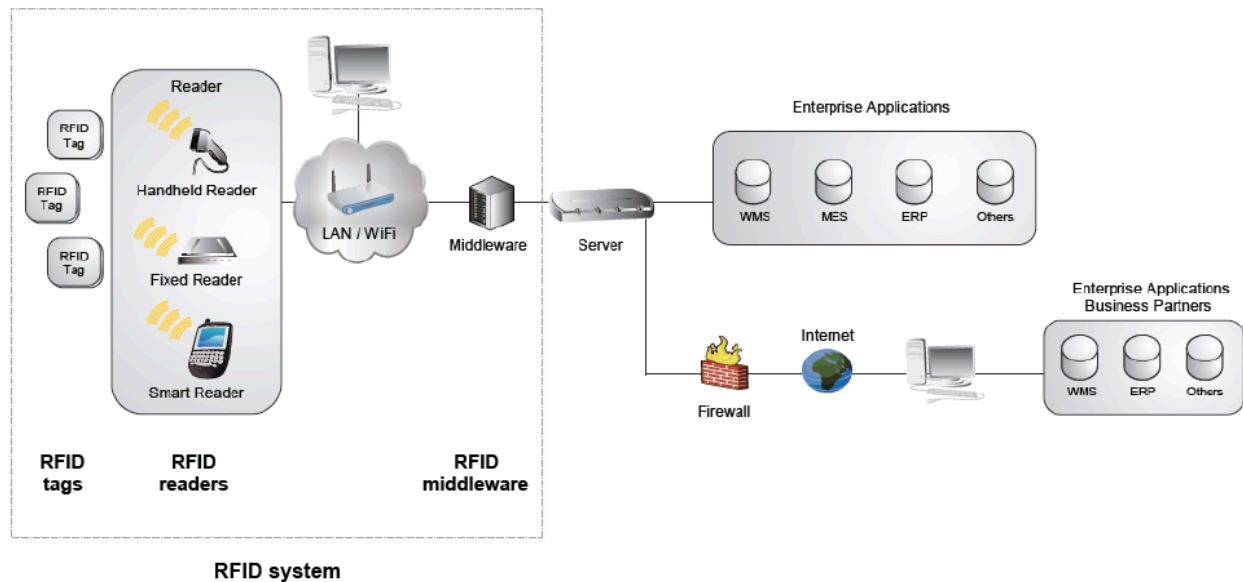 Reader
RFID
Tag
Handheld Reader
RFID
Tag
RFID
Tag
Fixed Reader
Smart Reader
LAN / WiFi
Middleware
Server
Enterprise Applications
WMS
MES
ERP
Others
Enterprise Applications
Business Partners
WMS
ERP
Others
Internet
Firewall
RFID
tags
RFID
readers
RFID
middleware
RFID system